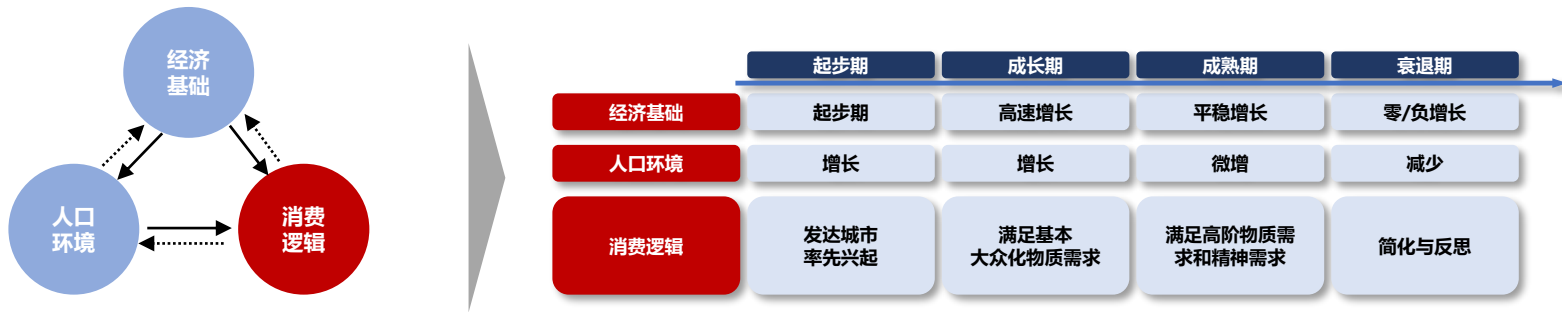 经济
基础
人口
环境
消费
逻辑
起步期
成长期
成熟期
衰退期
经济基础
起步期
高速增长
平稳增长
零/负增长
人口环境
增长
增长
微增
减少
消费逻辑
发达城市
率先兴起
满足基本
大众化物质需求
满足高阶物质需
求和精神需求
简化与反思